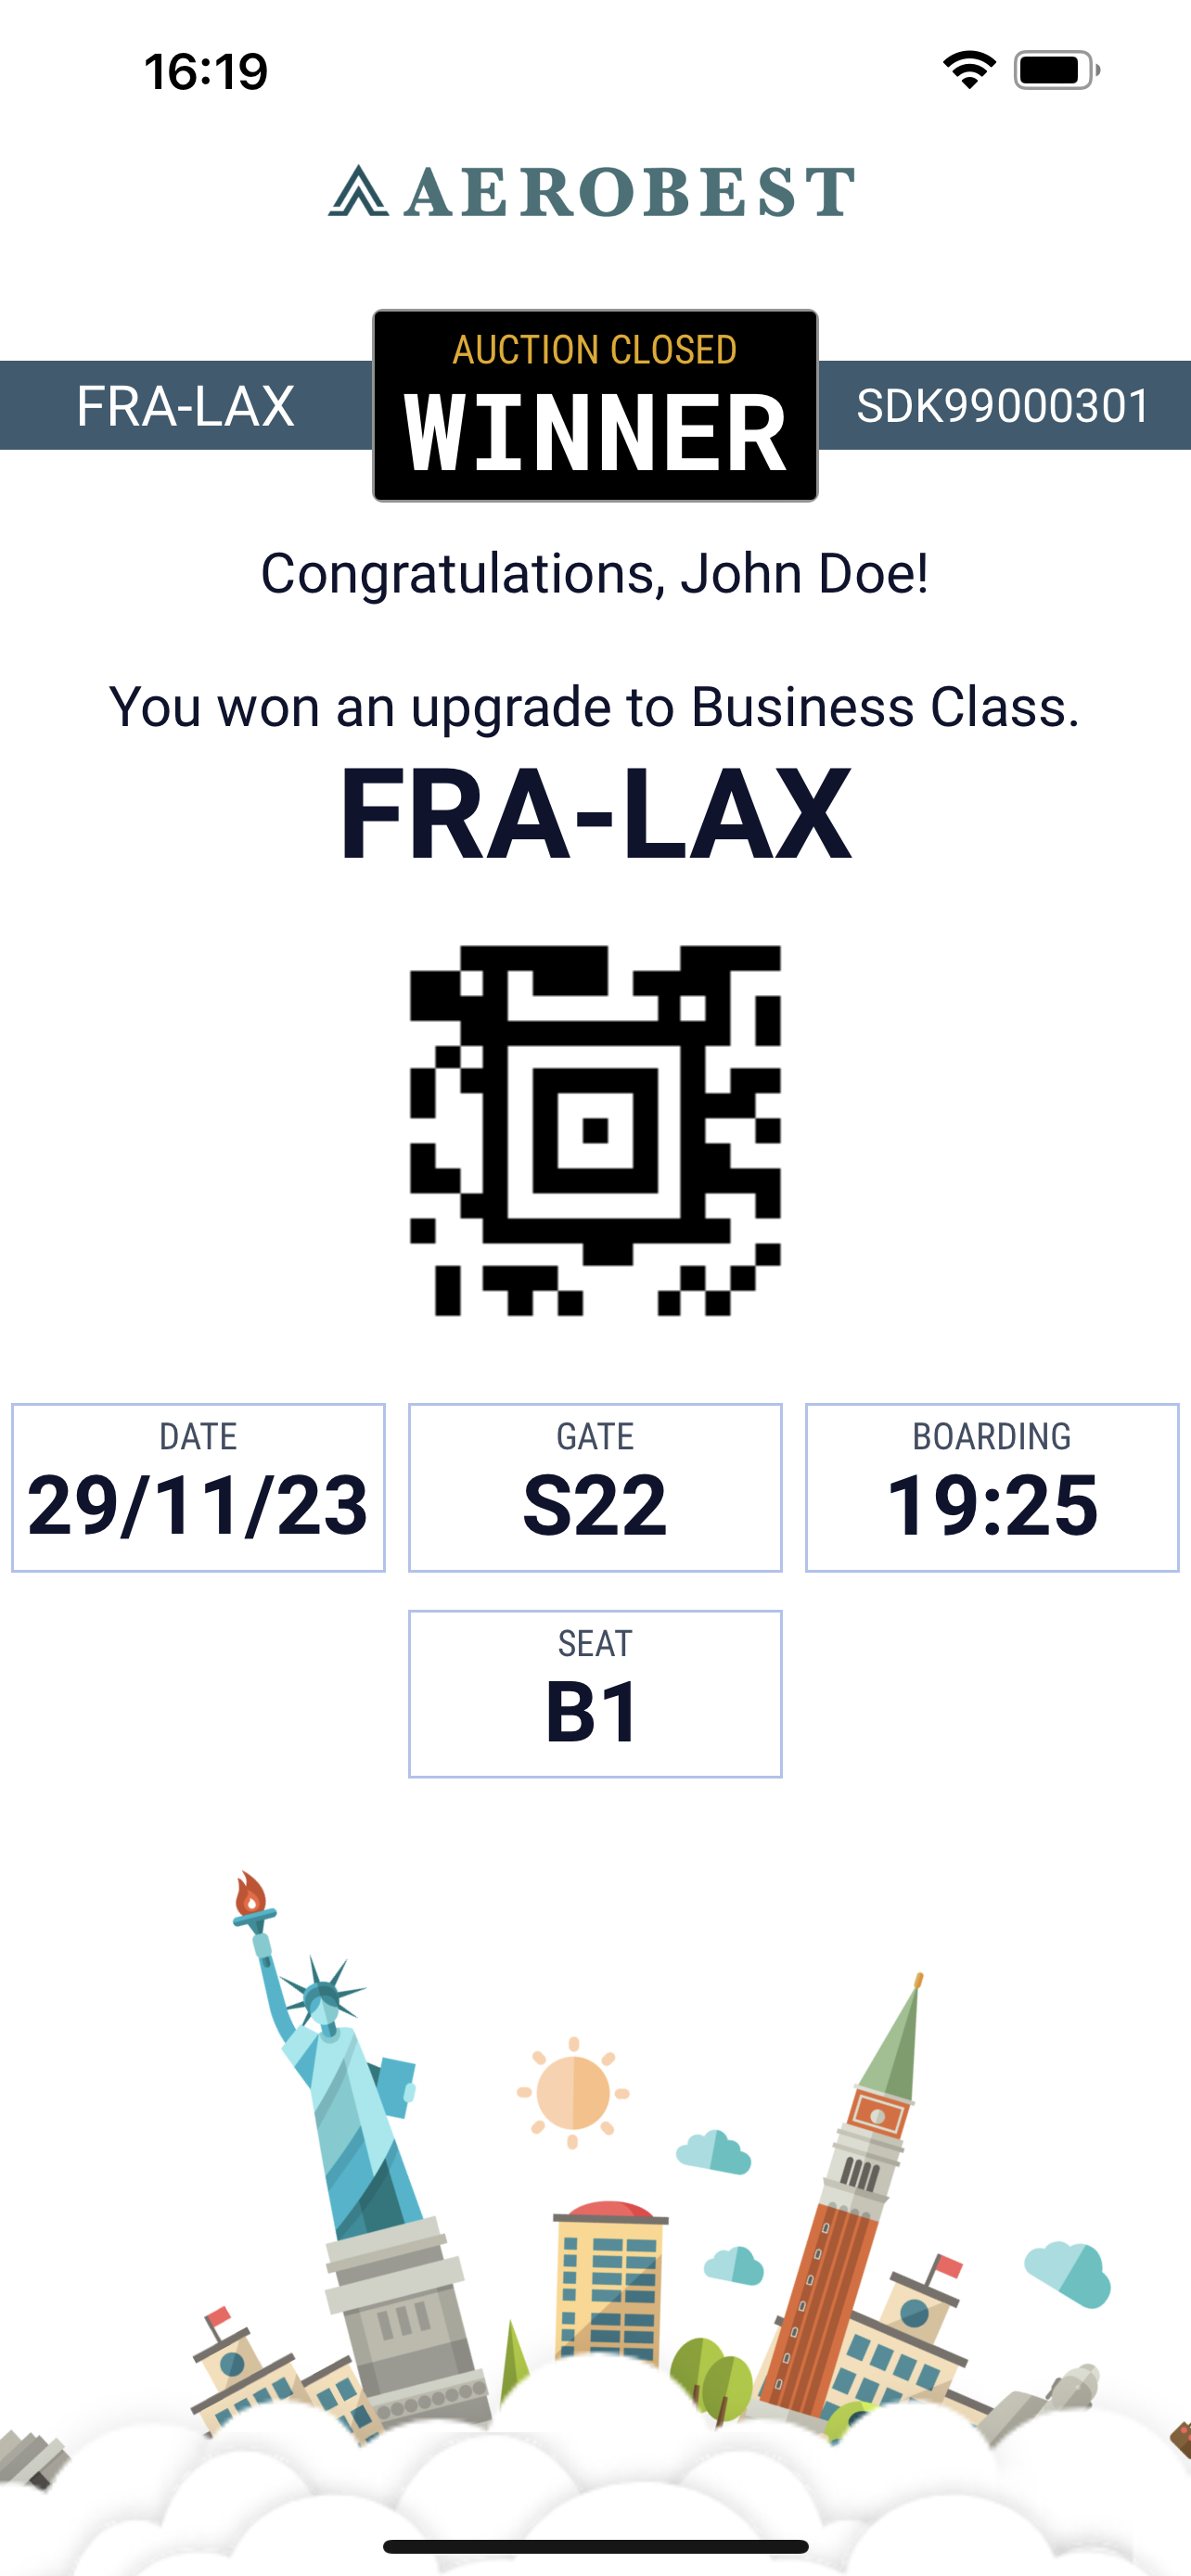 16:19
AEROBEST
AUCTION CLOSED
FRA-LAX
WINNER
SDK99000301
Congratulations, John Doe!
You won an upgrade to Business Class.
FRA-LAX
DATE
29/11/23
GATE
S22
BOARDING
19:25
SEAT
B1